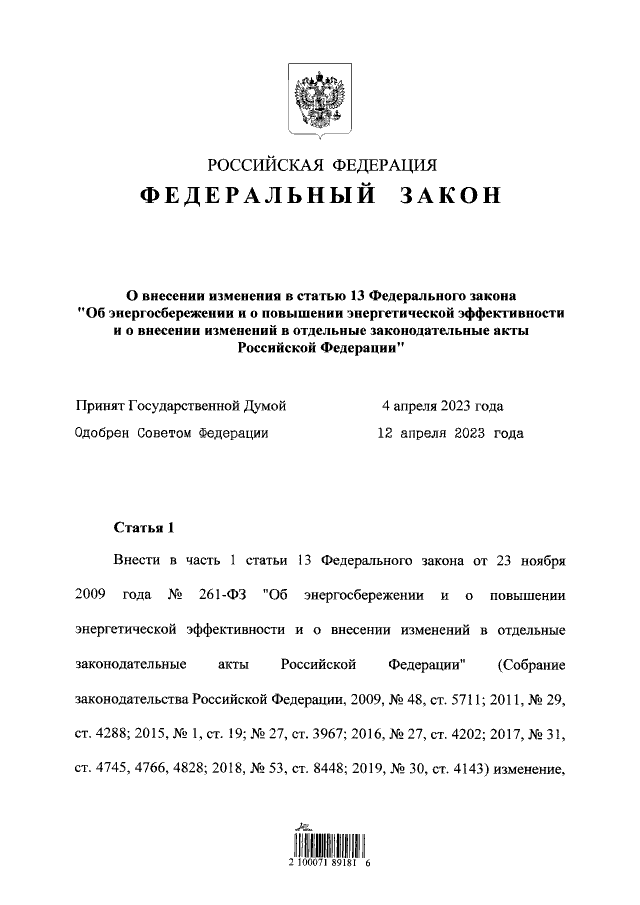 РОССИЙСКАЯ ФЕДЕРАЦИЯ
ФЕДЕРАЛЬНЫЙ ЗАКОН
О внесении изменения в статью 13 Федерального закона
"Об энергосбережении и о повышении энергетической эффективности
и о внесении изменений в отдельные законодательные акты
Российской Федерации"
Принят Государственной Думой 4 апреля 2023 года
Одобрен Советом Федерации 12 апреля 2023 года
Статья 1
Внести в часть 1 статьи 13 Федерального закона от 23 ноября
2009 года № 261-ФЗ "Об энергосбережении и о повышении
энергетической эффективности и о внесении изменений в отдельные
законодательные акты Российской Федерации" (Собрание
законодательства Российской Федерации, 2009, № 48, ст. 5711; 2011, № 29,
ст. 4288; 2015, № 1, ст. 19; № 27, ст. 3967; 2016, № 27, ст. 4202; 2017, № 31,
ст. 4745, 4766, 4828; 2018, № 53, ст. 8448; 2019, № 30, ст. 4143) изменение,
2 100071 89181 6